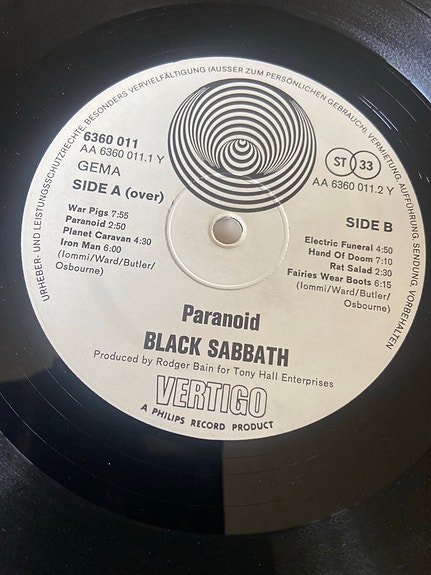 URHEBER- UND LEISTUNGSSCHUTZRECHTE, BESONDERS VERVIELFÄLTIGUNG (AUSSER ZUM PERSÖNLICHEN GEBRAUCH), VERMIETUNG, AUFFÜHRUNG, SENDUNG, VORBEHALTEN
6360 011
AA 6360 011.1 Y
GEMA
SIDE A (over)
War Pigs 7:55
Paranoid 2:50
Planet Caravan 4:30
Iron Man 6:00
(Iommi/Ward/Butler/
Osbourne)
ST 33
AA 6360 011.2 Y
SIDE B
Electric Funeral 4:50
Hand Of Doom 7:10
Rat Salad 2:30
Fairies Wear Boots 6:15
(Iommi/Ward/Butler/
Osbourne)
Paranoid
BLACK SABBATH
Produced by Rodger Bain for Tony Hall Enterprises
VERTIGO
A PHILIPS RECORD PRODUCT